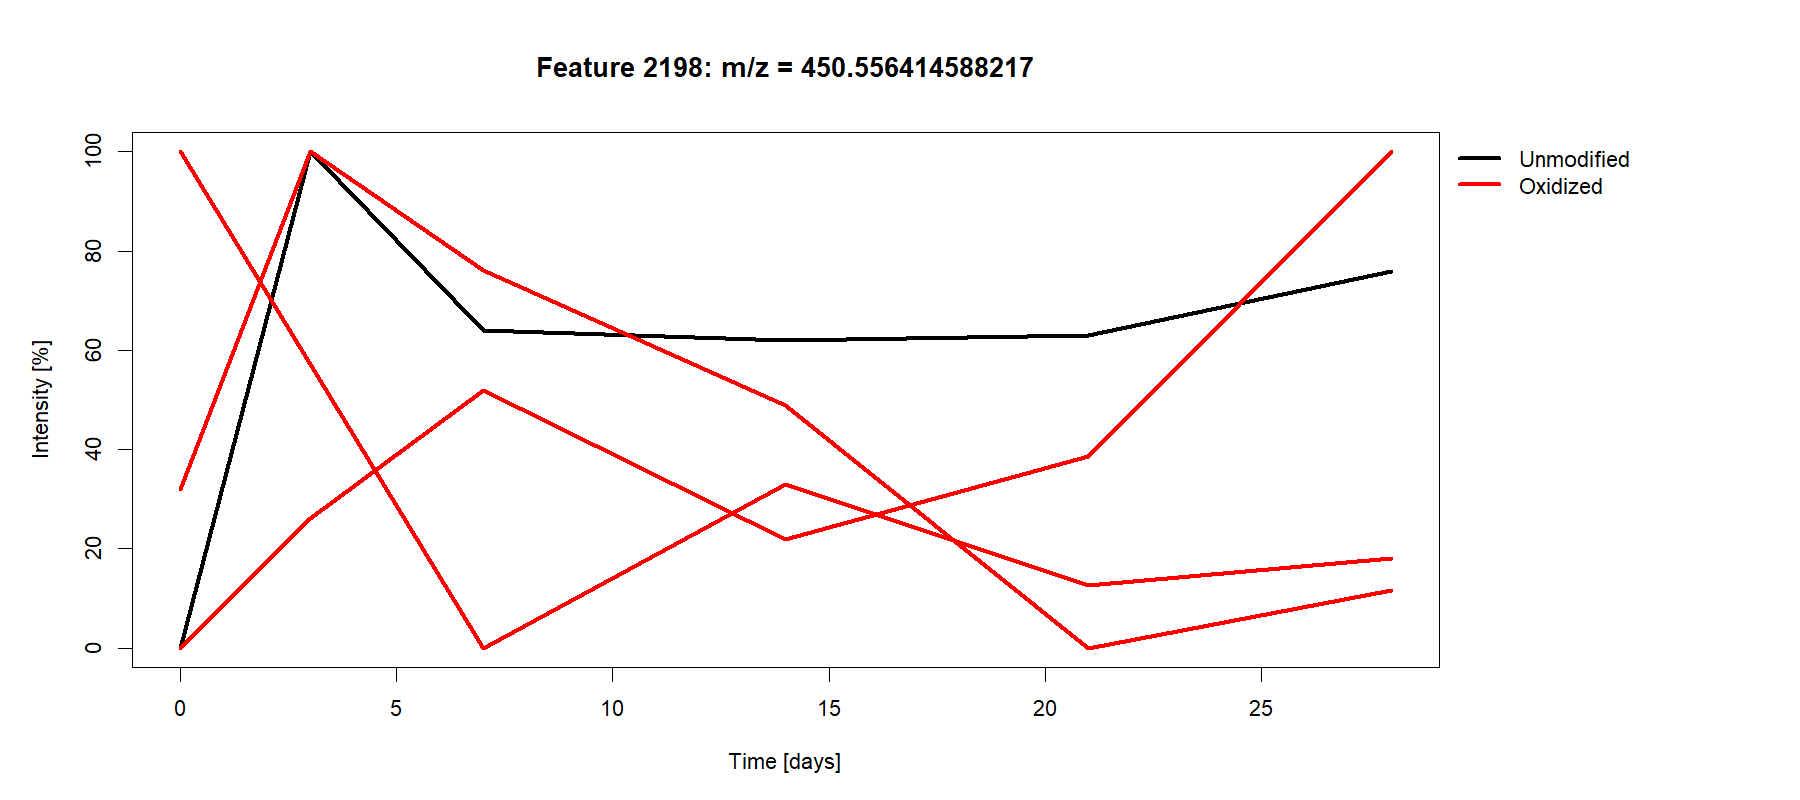 Feature 2198: m/z = 450.556414588217
Unmodified
Oxidized
Intensity [%]
100
80
60
40
20
0
0 5 10 15 20 25
Time [days]